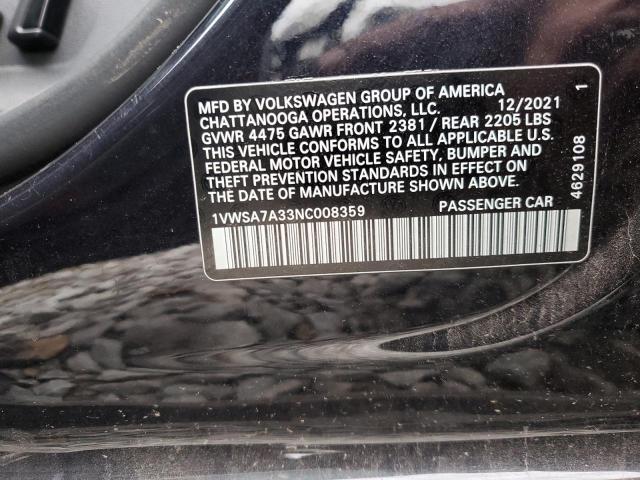 MFD BY VOLKSWAGEN GROUP OF AMERICA
CHATTANOOGA OPERATIONS, LLC. 12/2021
GVWR 4475 GAWR FRONT 2381 / REAR 2205 LBS
THIS VEHICLE CONFORMS TO ALL APPLICABLE U.S.
FEDERAL MOTOR VEHICLE SAFETY, BUMPER AND
THEFT PREVENTION STANDARDS IN EFFECT ON
THE DATE OF MANUFACTURE SHOWN ABOVE.
1VWSA7A33NC008359 PASSENGER CAR
1
4629108